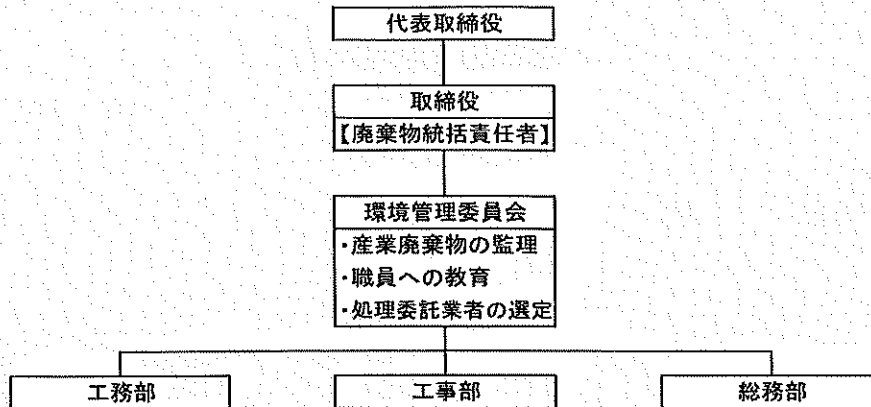 代表取締役
取締役
【廃棄物統括責任者】
環境管理委員会
・産業廃棄物の監理
・職員への教育
・処理委託業者の選定
工務部
工事部
総務部